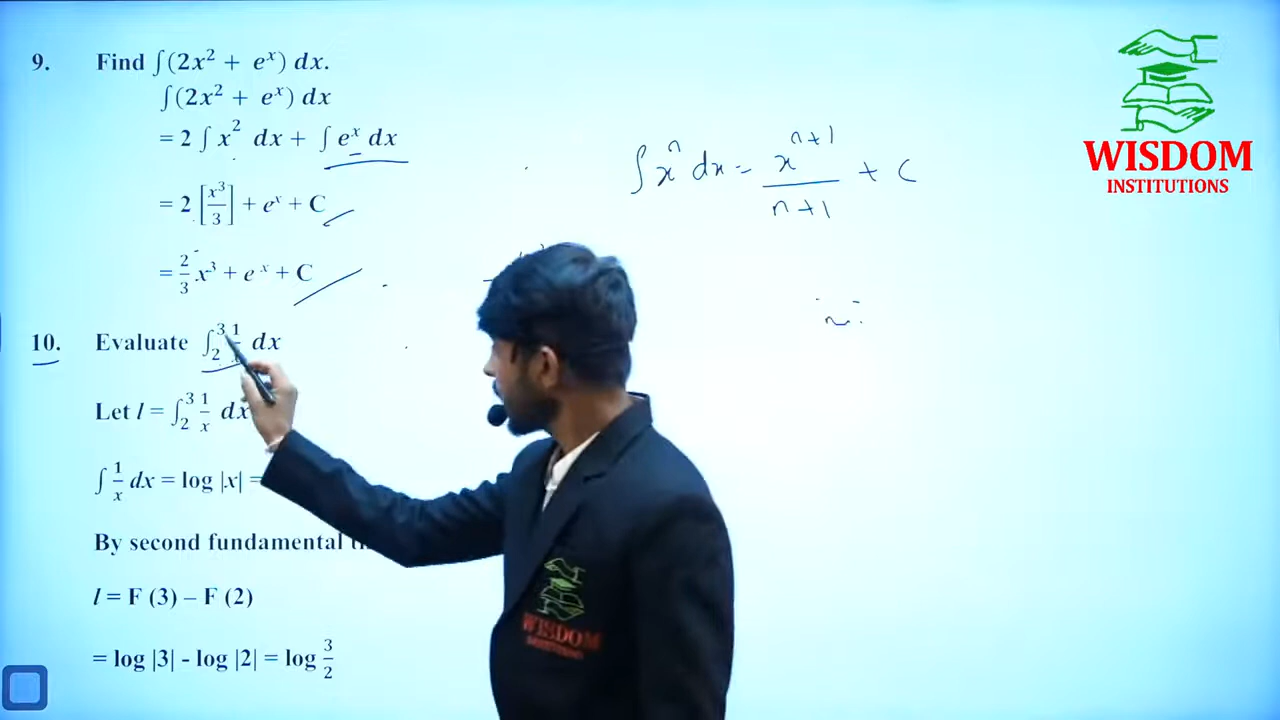 9. Find ∫(2x² + eˣ) dx.
∫(2x² + eˣ) dx
= 2 ∫ x² dx + ∫ eˣ dx
= 2 [x³/3] + eˣ + C
= 2/3 x³ + eˣ + C
10. Evaluate ∫₂³ 1 dx
Let l = ∫₂³ 1/x dx
∫ 1/x dx = log |x| =
By second fundamental
l = F (3) – F (2)
= log |3| - log |2| = log 3/2
∫ xⁿ dx = xⁿ⁺¹/n+1 + C
WISDOM
INSTITUTIONS
WISDOM
INSTITUTIONS